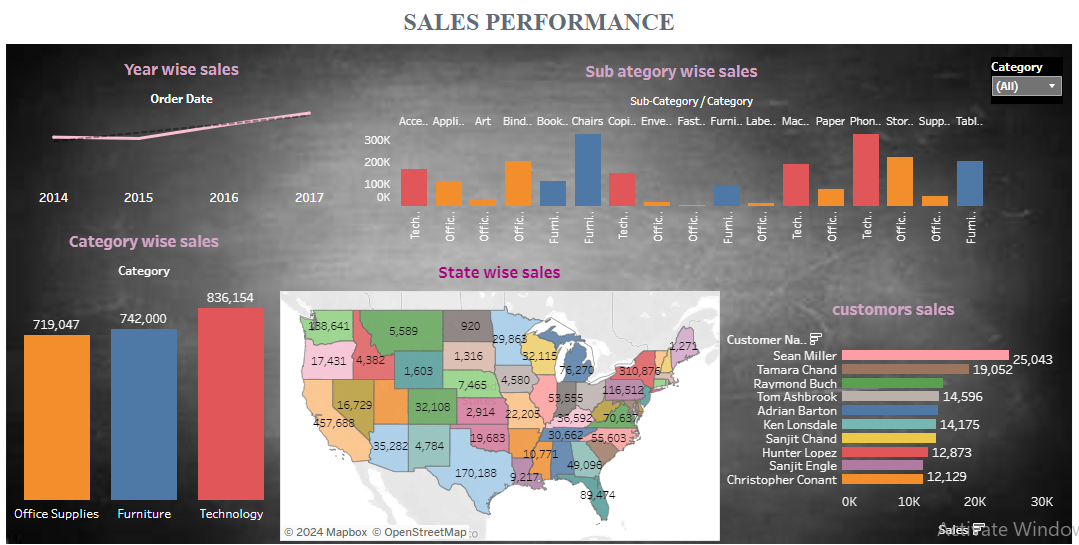 SALES PERFORMANCE
Year wise sales
Order Date
2014 2015 2016 2017
Sub ategory wise sales
Sub-Category / Category
Acce.. Appli.. Art Bind.. Book.. Chairs Copi.. Enve.. Fast.. Furni.. Labe.. Mac.. Paper Phon.. Stor.. Supp.. Tabl..
300K
200K
100K
0K
Tech.. Offic.. Offic.. Offic.. Furni.. Furni.. Tech.. Offic.. Offic.. Furni.. Offic.. Tech.. Offic.. Tech.. Offic.. Offic.. Furni..
Category
(All)
Category wise sales
Category
719,047 742,000 836,154
Office Supplies Furniture Technology
State wise sales
138,641 5,589 920 29,863 1,271
17,431 4,382 1,316 32,115 76,270 310,876
1,603 7,465 4,580 53,555 116,512
457,688 16,729 32,108 2,914 22,205 36,592 70,637
35,282 4,784 19,683 10,771 30,662 55,603
170,188 9,217 49,096
89,474
© 2024 Mapbox © OpenStreetMap
customors sales
Customer Na..
Sean Miller 25,043
Tamara Chand 19,052
Raymond Buch
Tom Ashbrook 14,596
Adrian Barton
Ken Lonsdale 14,175
Sanjit Chand
Hunter Lopez 12,873
Sanjit Engle
Christopher Conant 12,129
0K 10K 20K 30K
Sales
Activate Window